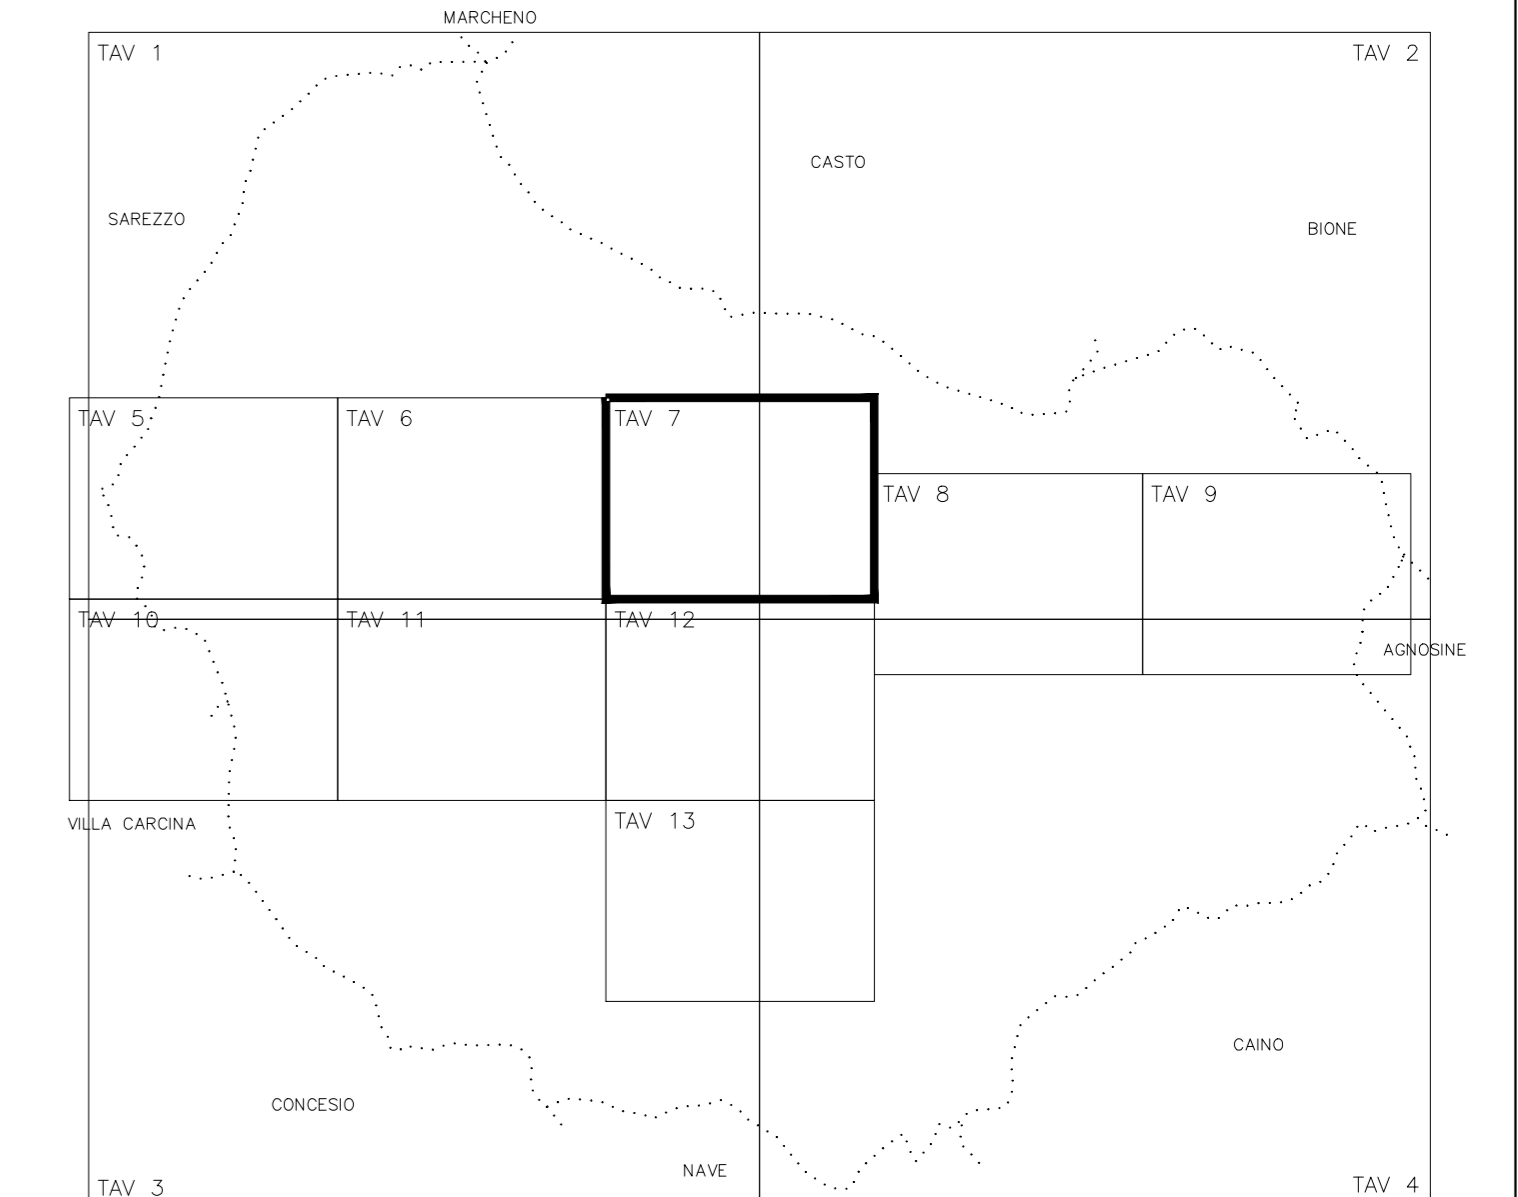 MARCHENO
TAV 1
TAV 2
CASTO
SAREZZO
BIONE
TAV 5
TAV 6
TAV 7
TAV 8
TAV 9
TAV 10
TAV 11
TAV 12
AGNOSINE
VILLA CARCINA
TAV 13
CAINO
CONCESIO
NAVE
TAV 3
TAV 4